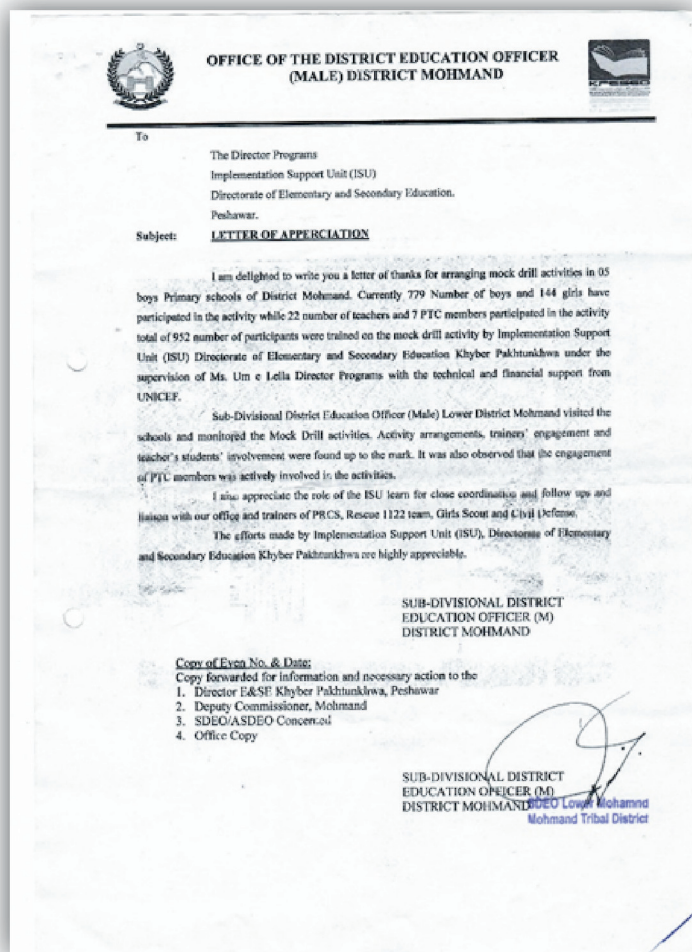 OFFICE OF THE DISTRICT EDUCATION OFFICER
(MALE) DISTRICT MOHMAND
KPESED
To
The Director Programs
Implementation Support Unit (ISU)
Directorate of Elementary and Secondary Education.
Peshawar.
Subject: LETTER OF APPERCIATION
I am delighted to write you a letter of thanks for arranging mock drill activities in 05
boys Primary schools of District Mohmand. Currently 779 Number of boys and 144 girls have
participated in the activity while 22 number of teachers and 7 PTC members participated in the activity
total of 952 number of participants were trained on the mock drill activity by Implementation Support
Unit (ISU) Directorate of Elementary and Secondary Education Khyber Pakhtunkhwa under the
supervision of Ms. Um e Leila Director Programs with the technical and financial support from
UNICEF.
Sub-Divisional District Education Officer (Male) Lower District Mohmand visited the
schools and monitored the Mock Drill activities. Activity arrangements, trainers' engagement and
teacher's students' involvement were found up to the mark. It was also observed that the engagement
of PTC members was actively involved in the activities.
I also appreciate the role of the ISU team for close coordination and follow ups and
liaison with our office and trainers of PRCS, Rescue 1122 team, Girls Scout and Civil Defense.
The efforts made by Implementation Support Unit (ISU), Directorate of Elementary
and Secondary Education Khyber Pakhtunkhwa are highly appreciable.
SUB-DIVISIONAL DISTRICT
EDUCATION OFFICER (M)
DISTRICT MOHMAND
Copy of Even No. & Date:
Copy forwarded for information and necessary action to the
1. Director E&SE Khyber Pakhtunkhwa, Peshawar
2. Deputy Commissioner, Mohmand
3. SDEO/ASDEO Concerned
4. Office Copy
SUB-DIVISIONAL DISTRICT
EDUCATION OFFICER (M)
DISTRICT MOHMAND
SDEO Lower Mohamnd
Mohmand Tribal District